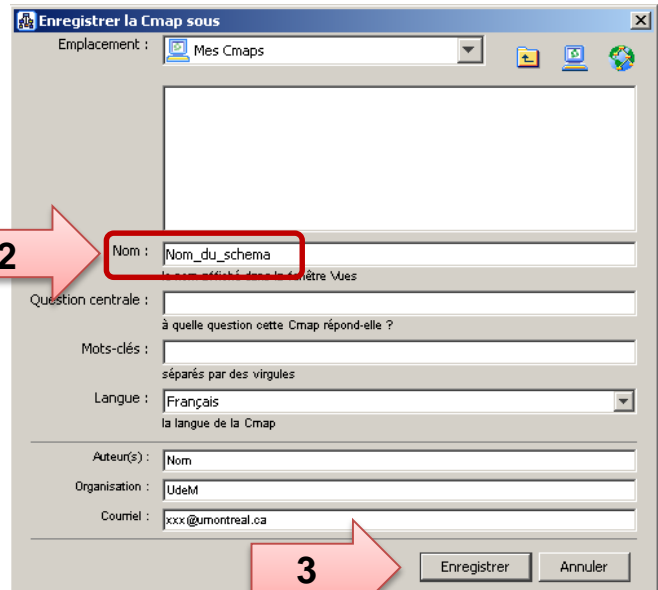 Enregistrer la Cmap sous
Emplacement : Mes Cmaps
2
Nom : Nom_du_schema
le nom affiché dans la fenêtre Vues
Question centrale :
à quelle question cette Cmap répond-elle ?
Mots-clés :
séparés par des virgules
Langue : Français
la langue de la Cmap
Auteur(s) : Nom
Organisation : UdeM
Courriel : xxx@umontreal.ca
3 Enregistrer Annuler